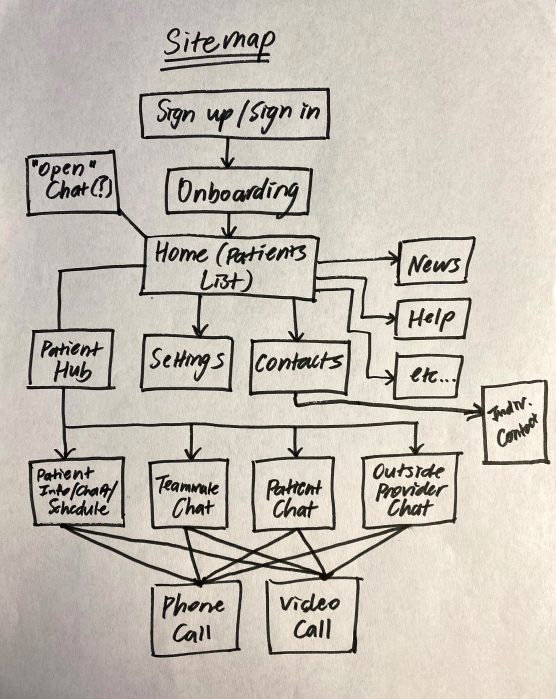 Sitemap
Sign up/Sign in
"Open"
Chat(?)
Onboarding
Home (Patients
List)
News
Help
etc...
Patient
Hub
Settings
Contacts
Indiv.
Contact
Patient
Info/Chart/
Schedule
Teammate
Chat
Patient
Chat
Outside
Provider
Chat
Phone
Call
Video
Call